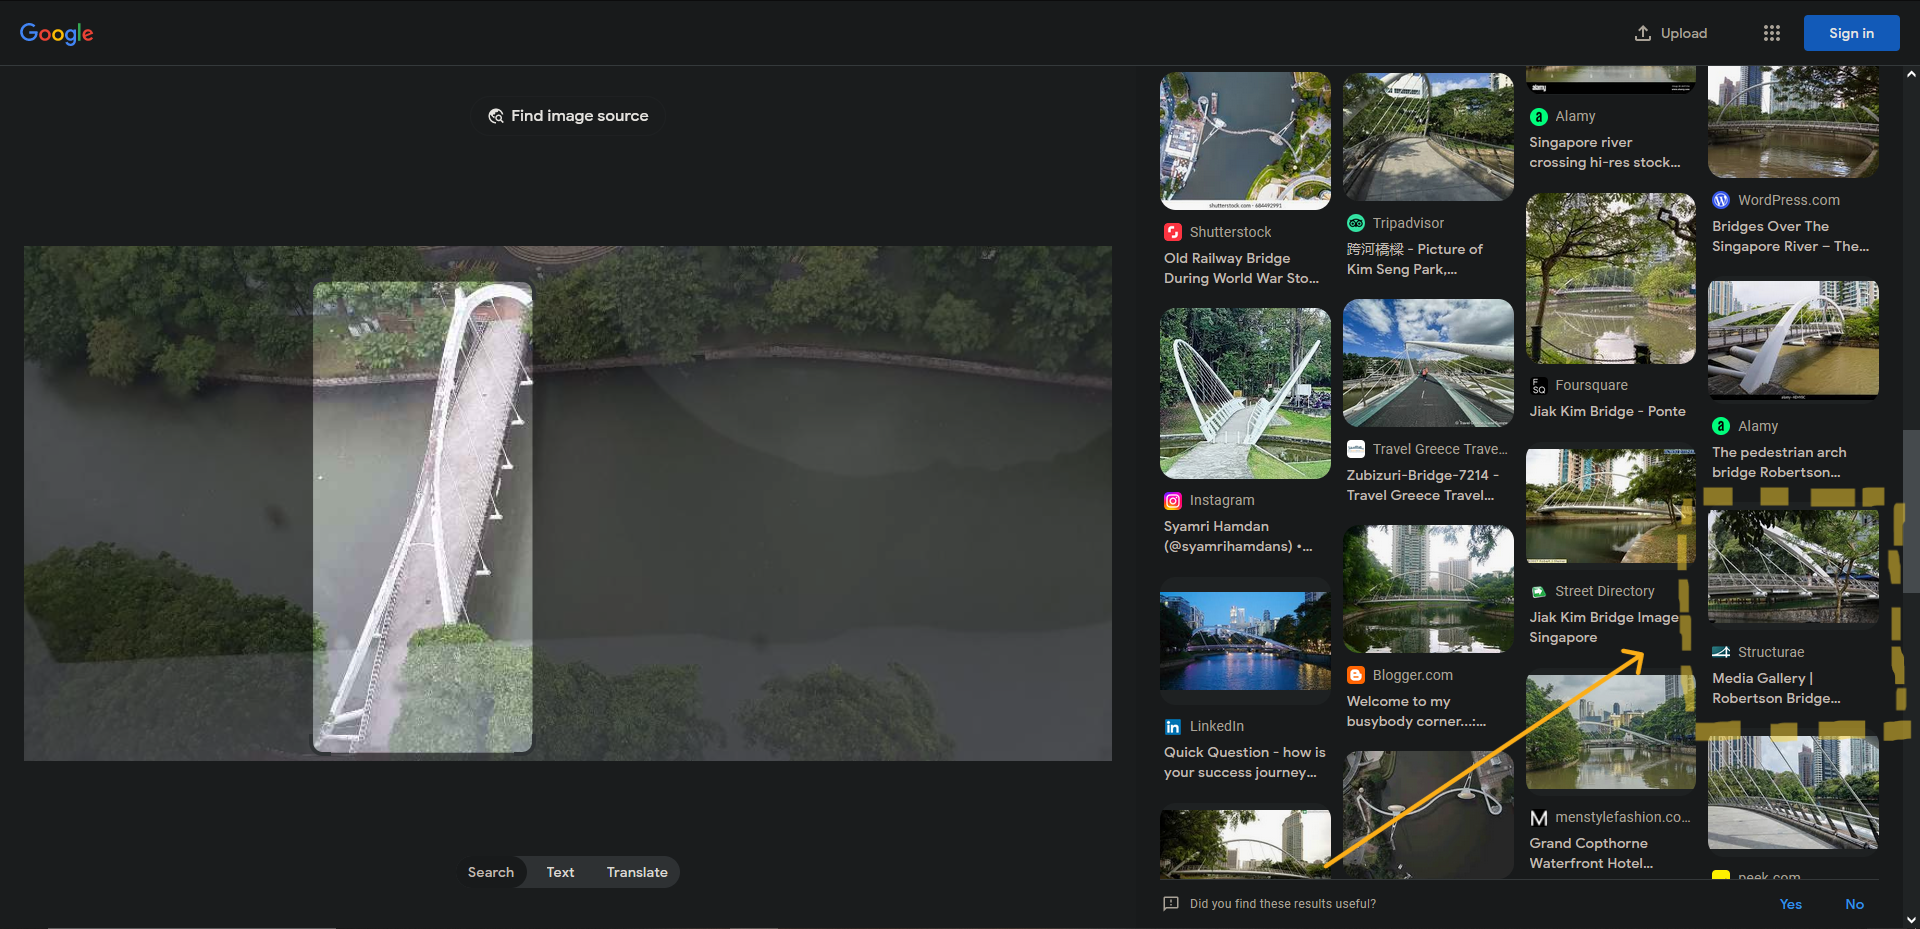 Google
Upload
Sign in
Find image source
Search
Text
Translate
shutterstock.com · 684492991
Shutterstock
Old Railway Bridge
During World War Sto...
Instagram
Syamri Hamdan
(@syamrihamdans) •...
LinkedIn
Quick Question - how is
your success journey...
Tripadvisor
跨河橋樑 - Picture of
Kim Seng Park,...
Travel Greece Trave...
Zubizuri-Bridge-7214 -
Travel Greece Travel...
Blogger.com
Welcome to my
busybody corner...:...
alamy
a
Alamy
Singapore river
crossing hi-res stock...
F
SQ
Foursquare
Jiak Kim Bridge - Ponte
Street Directory
Jiak Kim Bridge Image
Singapore
M
menstylefashion.co...
Grand Copthorne
Waterfront Hotel...
WordPress.com
Bridges Over The
Singapore River – The...
a
Alamy
The pedestrian arch
bridge Robertson...
Structurae
Media Gallery |
Robertson Bridge...
peek.com
Did you find these results useful?
Yes
No